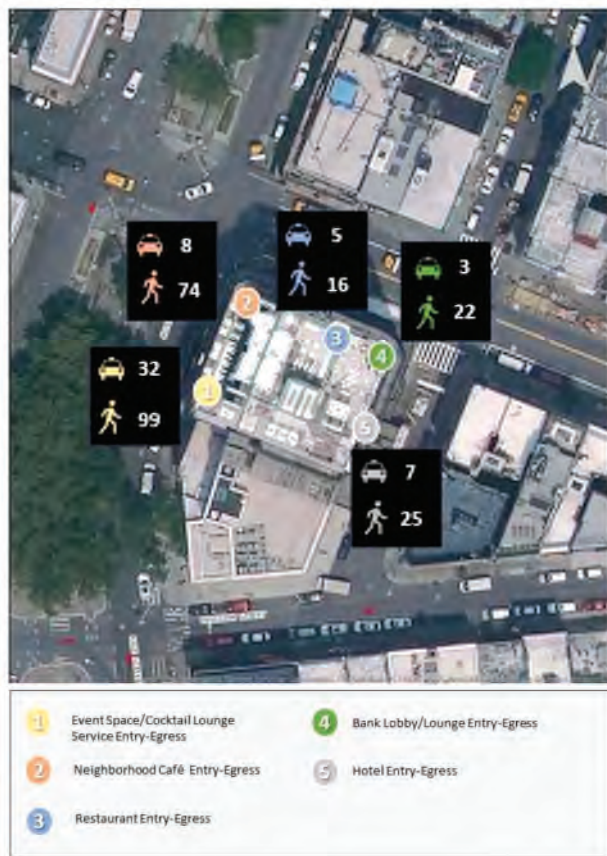 8
74
5
16
3
22
32
99
7
25
2
3
4
1
5
1 Event Space/Cocktail Lounge
Service Entry-Egress
2 Neighborhood Café Entry-Egress
3 Restaurant Entry-Egress
4 Bank Lobby/Lounge Entry-Egress
5 Hotel Entry-Egress